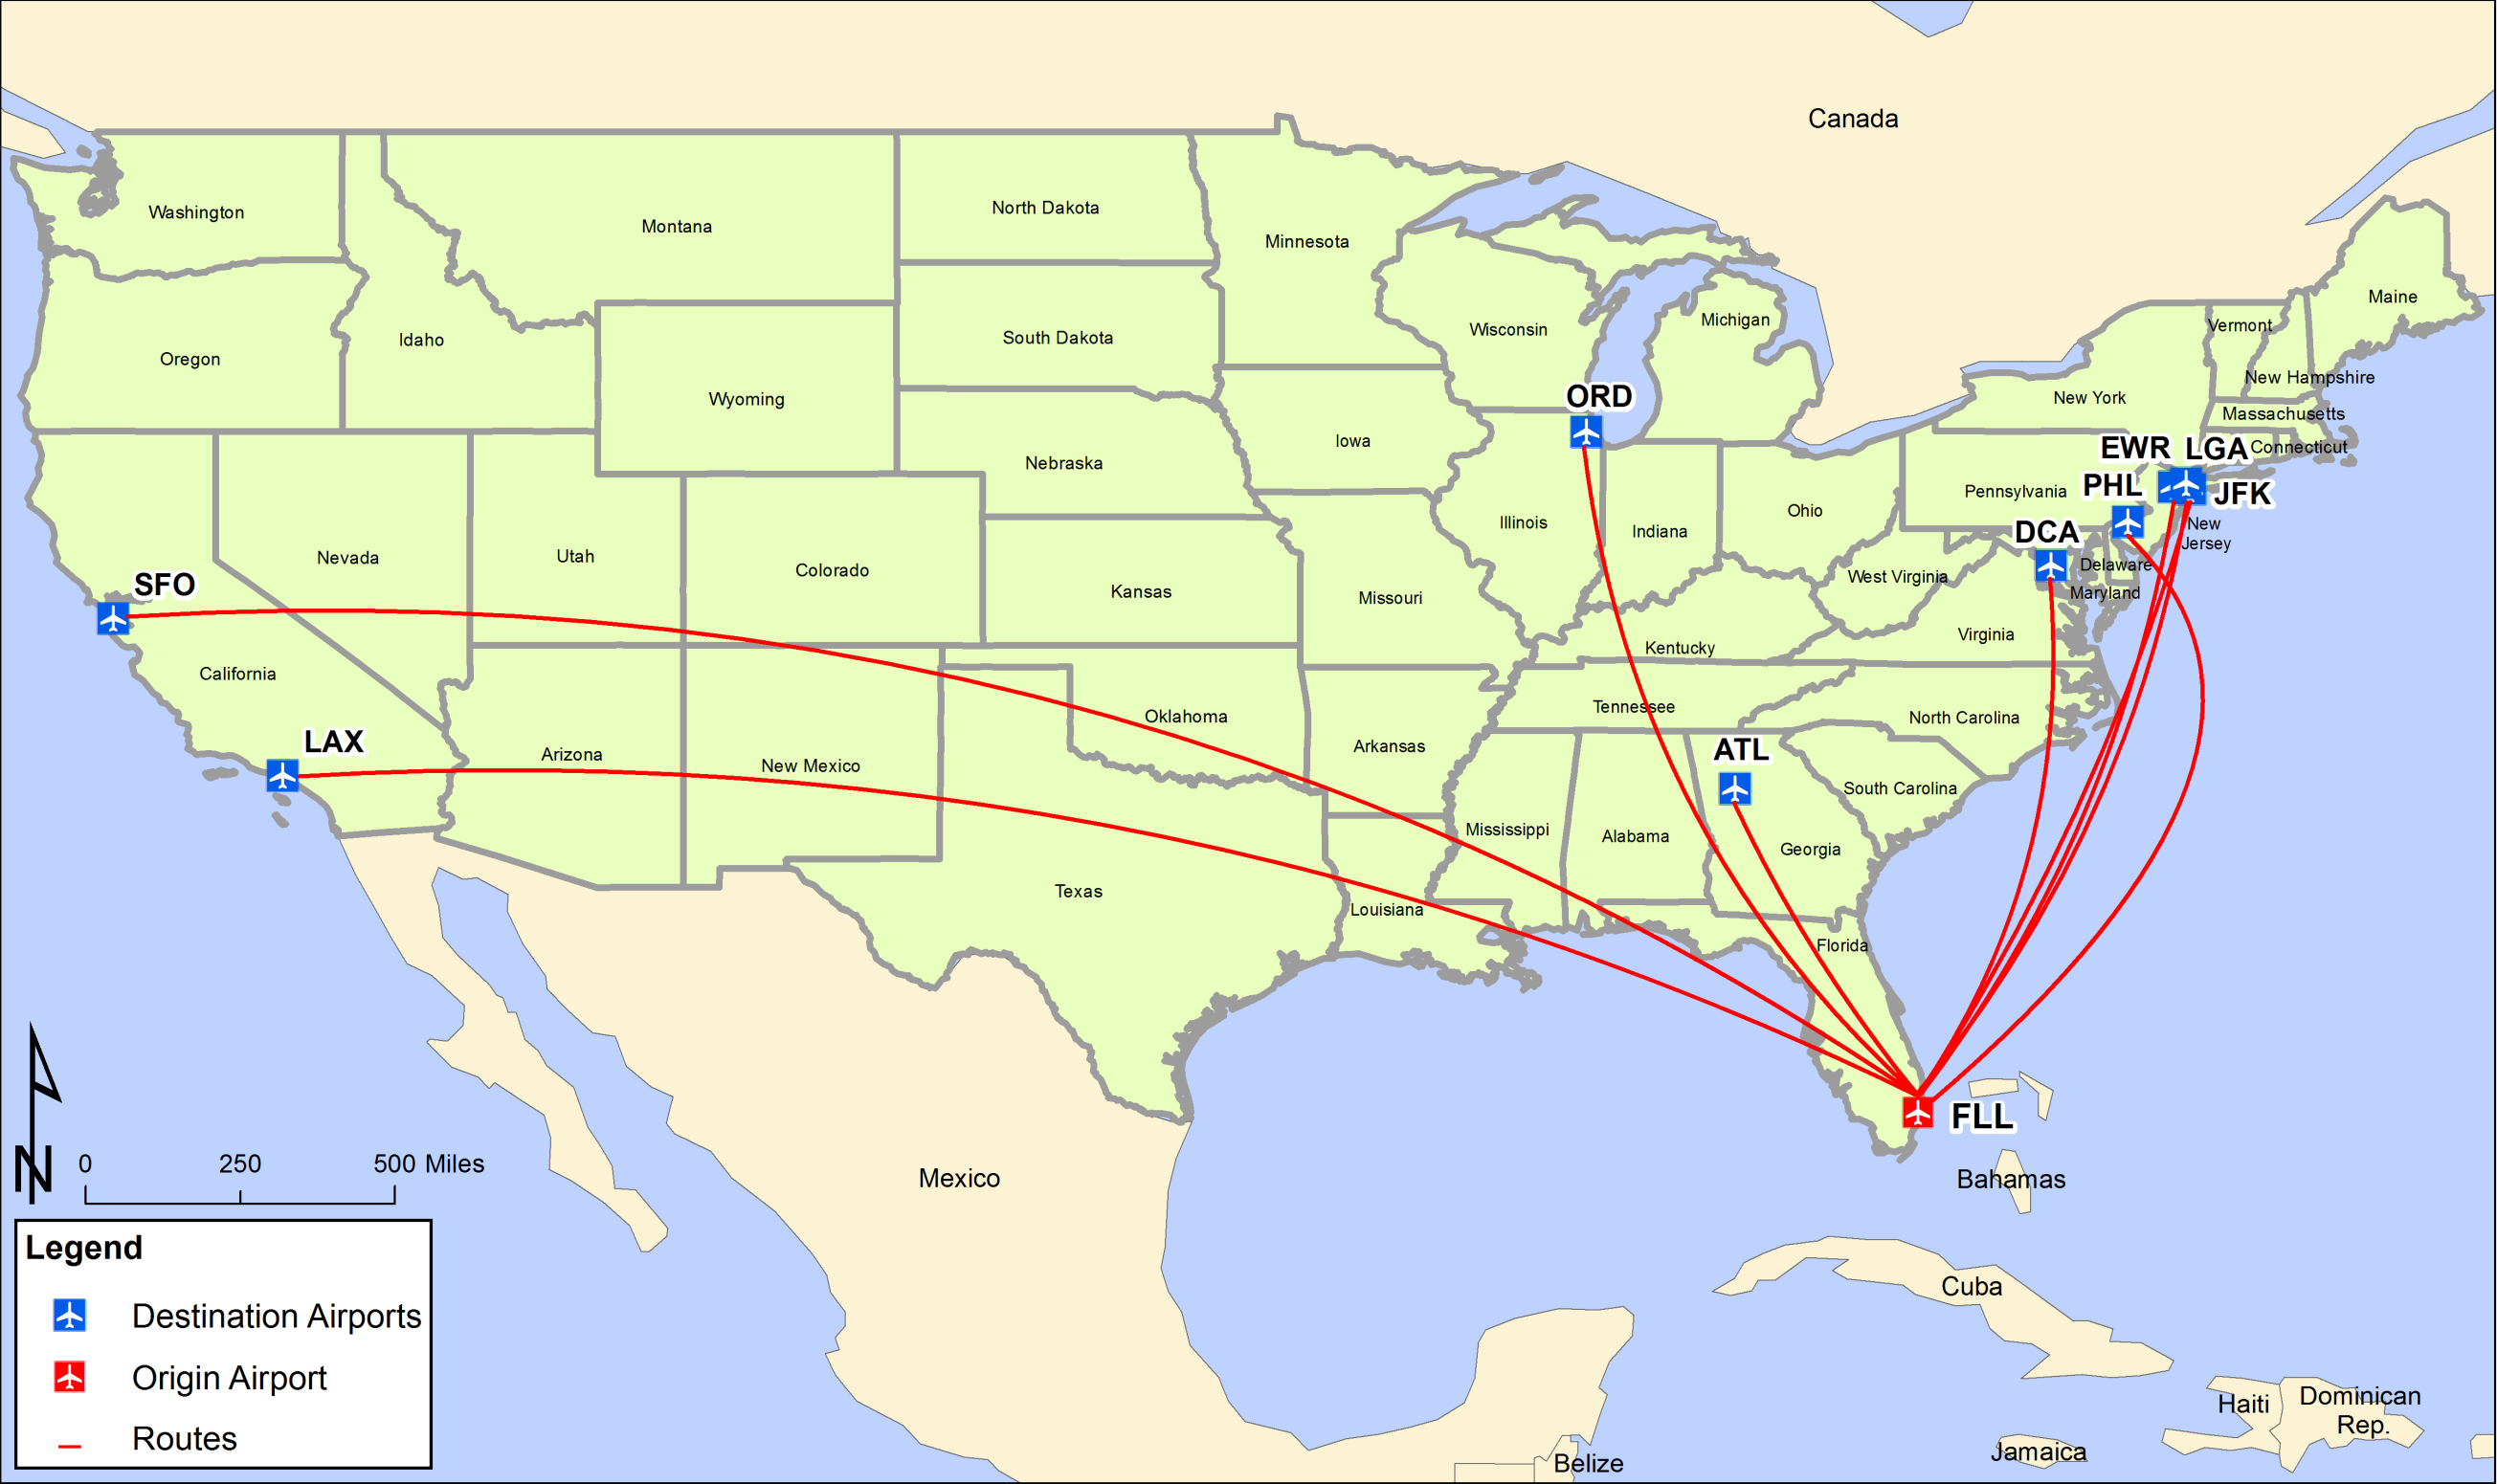 Canada
Washington
Montana
North Dakota
Minnesota
Maine
Oregon
Idaho
South Dakota
Wisconsin
Michigan
Vermont
New Hampshire
Wyoming
ORD
New York
Massachusetts
Iowa
Nebraska
EWR
LGA
Connecticut
PHL
JFK
Pennsylvania
Ohio
Illinois
Indiana
DCA
New
Jersey
Nevada
Utah
Colorado
Kansas
Missouri
West Virginia
Delaware
Maryland
SFO
California
Kentucky
Virginia
LAX
Arizona
New Mexico
Oklahoma
Arkansas
Tennessee
North Carolina
ATL
South Carolina
Mississippi
Alabama
Georgia
Texas
Louisiana
Florida
FLL
Mexico
Bahamas
Cuba
Haiti
Dominican
Rep.
Jamaica
Belize
N
0 250 500 Miles
Legend
Destination Airports
Origin Airport
Routes